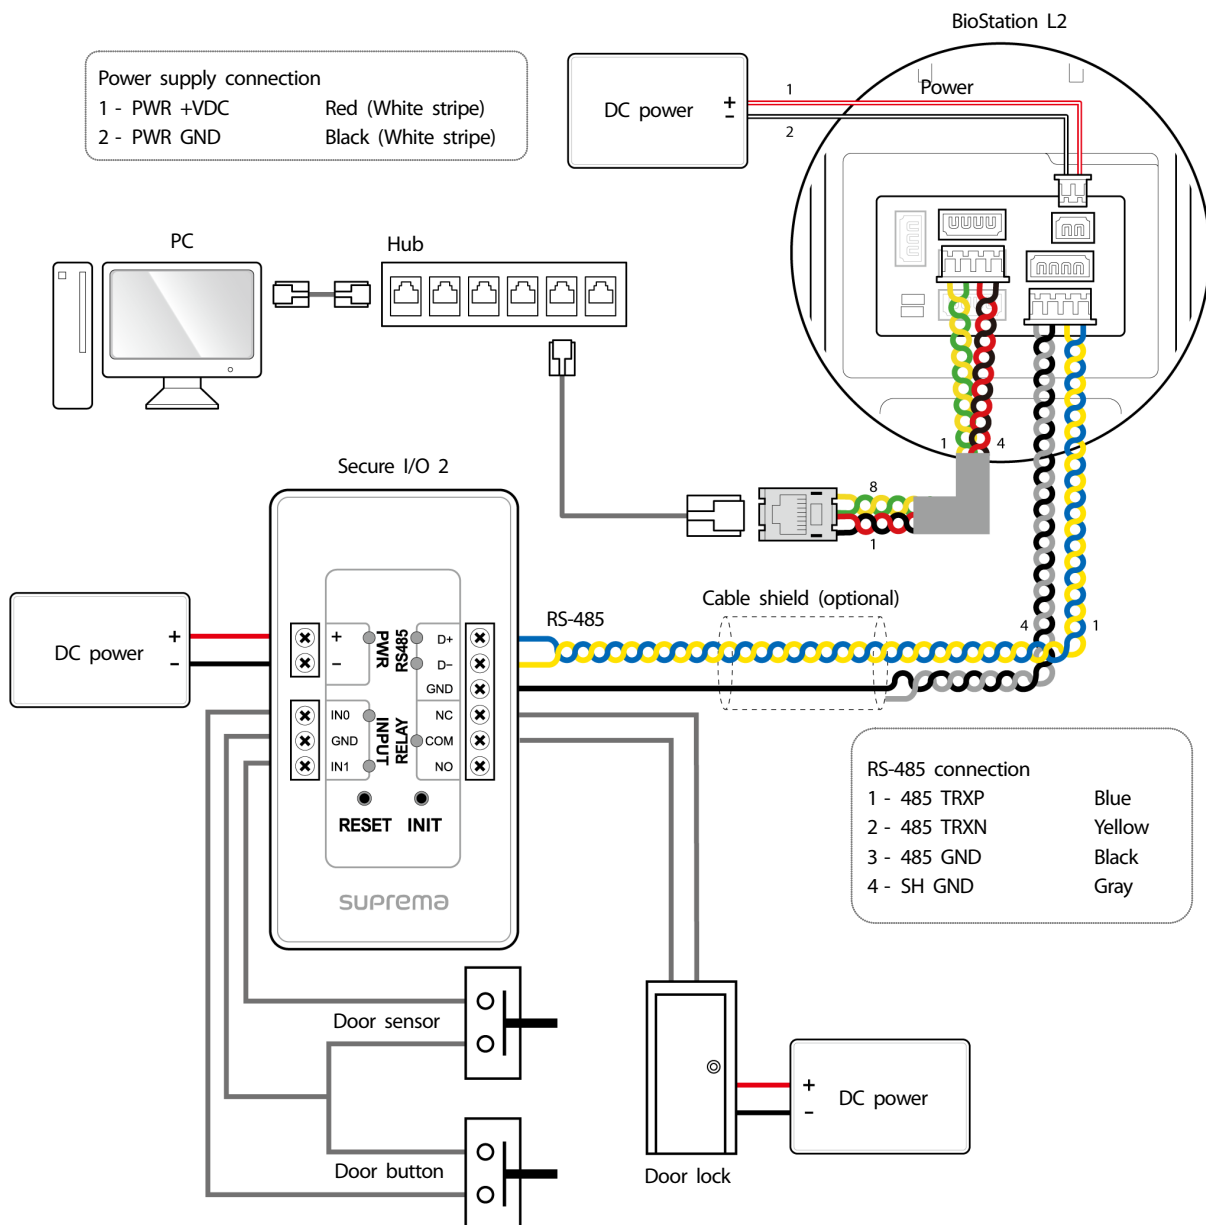 BioStation L2
Power supply connection
1 - PWR +VDC Red (White stripe)
2 - PWR GND Black (White stripe)
DC power
+
−
1
2
Power
PC
Hub
1
4
8
1
Secure I/O 2
DC power
+
−
+
−
PWR
RS485
D+
D−
GND
IN0
GND
IN1
INPUT
RELAY
NC
COM
NO
RESET INIT
suprema
RS-485
Cable shield (optional)
4
1
RS-485 connection
1 - 485 TRXP Blue
2 - 485 TRXN Yellow
3 - 485 GND Black
4 - SH GND Gray
Door sensor
Door button
Door lock
+
−
DC power